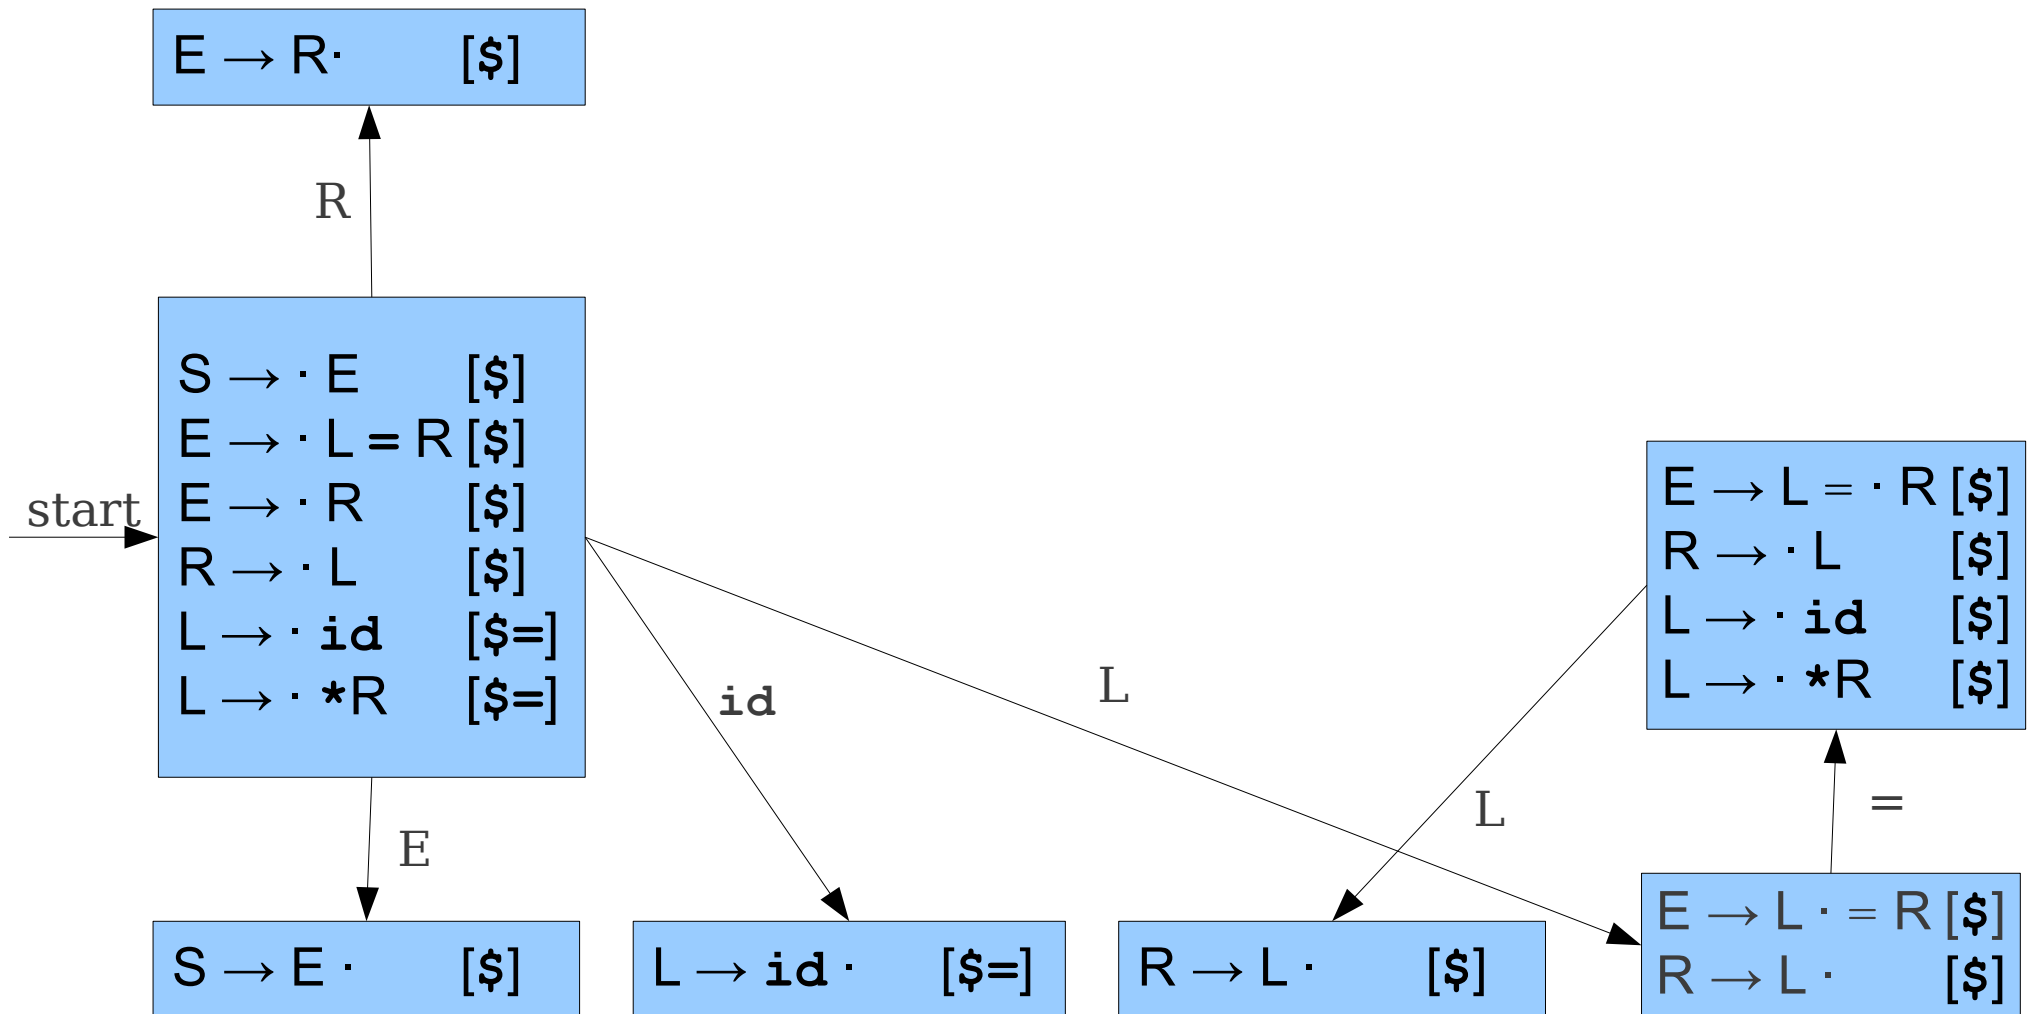 E → R· [$]
R
S → · E [$]
E → · L = R [$]
E → · R [$]
R → · L [$]
L → · id [$=]
L → · *R [$=]
start
E → L = · R [$]
R → · L [$]
L → · id [$]
L → · *R [$]
id
L
L
=
E
S → E · [$]
L → id · [$=]
R → L · [$]
E → L · = R [$]
R → L · [$]